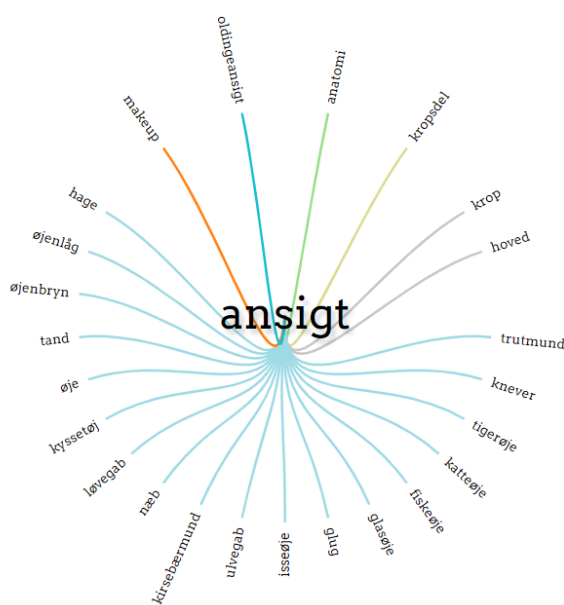 oldingeansigt
anatomi
makeup
kropsdel
hage
krop
øjenlåg
hoved
øjenbryn
ansigt
tand
trutmund
øje
knever
kyssetøj
tigerøje
løvegab
katteøje
næb
fiskeøje
kirsebærmund
glasøje
ulvegab
glug
isseøje